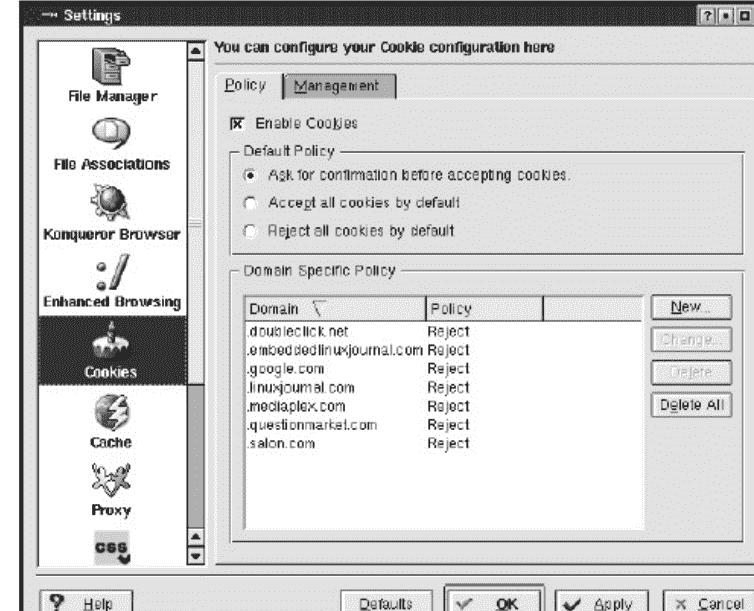 Settings
You can configure your Cookie configuration here
File Manager
File Associations
Konqueror Browser
Enhanced Browsing
Cookies
Cache
Proxy
css
Policy Management
Enable Cookies
Default Policy
Ask for confirmation before accepting cookies.
Accept all cookies by default
Reject all cookies by default
Domain Specific Policy
Domain Policy
.doubleclick.net Reject
.embeddedlinuxjournal.com Reject
.google.com Reject
.linuxjournal.com Reject
.mediaplex.com Reject
.questionmarket.com Reject
.salon.com Reject
New...
Change...
Delete
Delete All
Help
Defaults
OK
Apply
Cancel